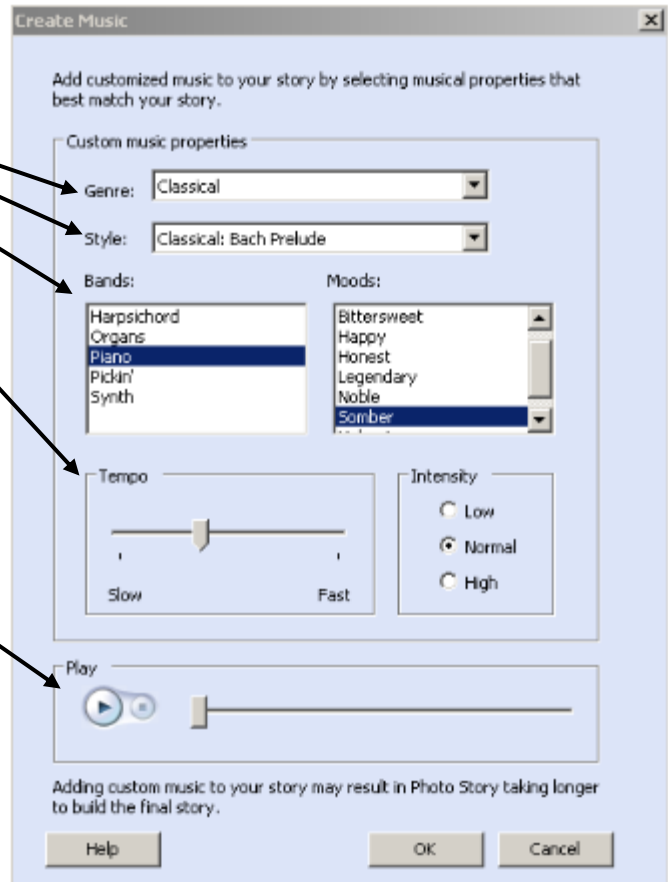 Create Music
Add customized music to your story by selecting musical properties that
best match your story.
Custom music properties
Genre: Classical
Style: Classical: Bach Prelude
Bands: Moods:
Harpsichord Bittersweet
Organs Happy
Piano Honest
Pickin' Legendary
Synth Noble
Somber
Tempo Intensity
Low
Normal
High
Slow Fast
Play
Adding custom music to your story may result in Photo Story taking longer
to build the final story.
Help OK Cancel